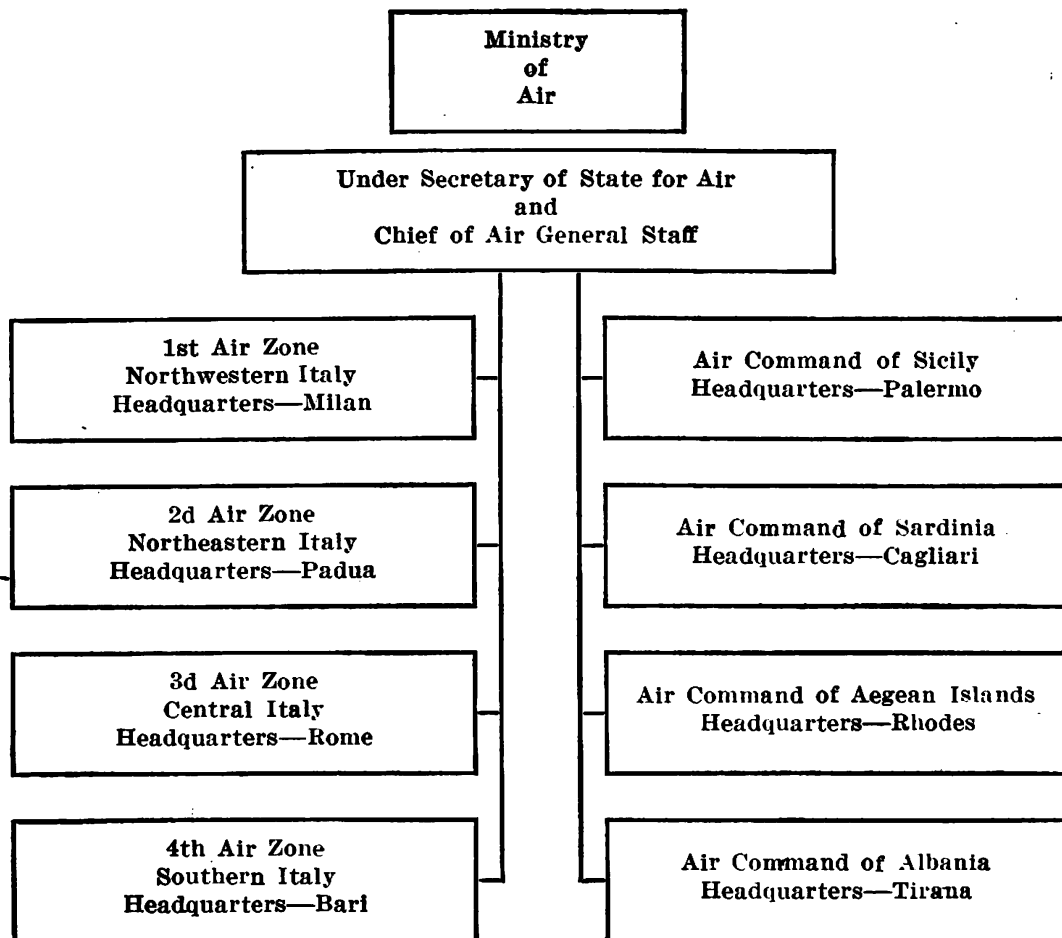 Ministry
of
Air
Under Secretary of State for Air
and
Chief of Air General Staff
1st Air Zone
Northwestern Italy
Headquarters—Milan
2d Air Zone
Northeastern Italy
Headquarters—Padua
3d Air Zone
Central Italy
Headquarters—Rome
4th Air Zone
Southern Italy
Headquarters—Bari
Air Command of Sicily
Headquarters—Palermo
Air Command of Sardinia
Headquarters—Cagliari
Air Command of Aegean Islands
Headquarters—Rhodes
Air Command of Albania
Headquarters—Tirana